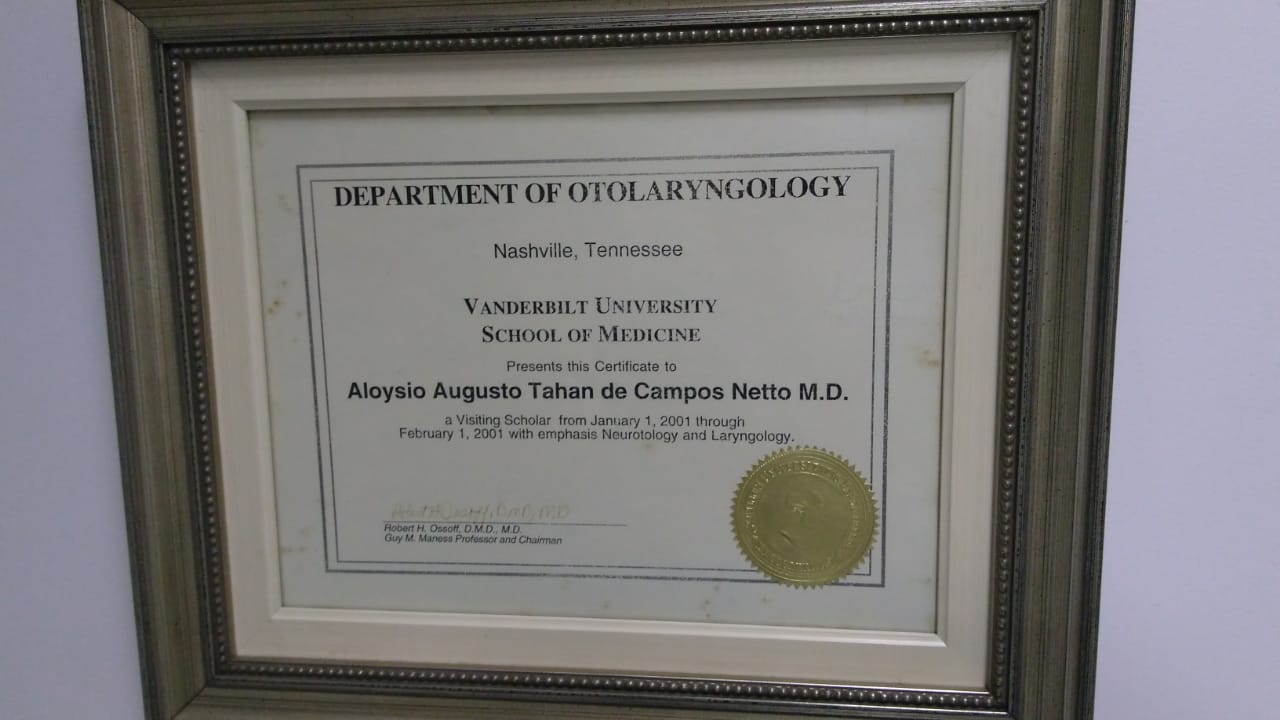 DEPARTMENT OF OTOLARYNGOLOGY
Nashville, Tennessee
VANDERBILT UNIVERSITY
SCHOOL OF MEDICINE
Presents this Certificate to
Aloysio Augusto Tahan de Campos Netto M.D.
a Visiting Scholar from January 1, 2001 through
February 1, 2001 with emphasis Neurotology and Laryngology.
Robert H. Ossoff, D.M.D., M.D.
Guy M. Maness Professor and Chairman